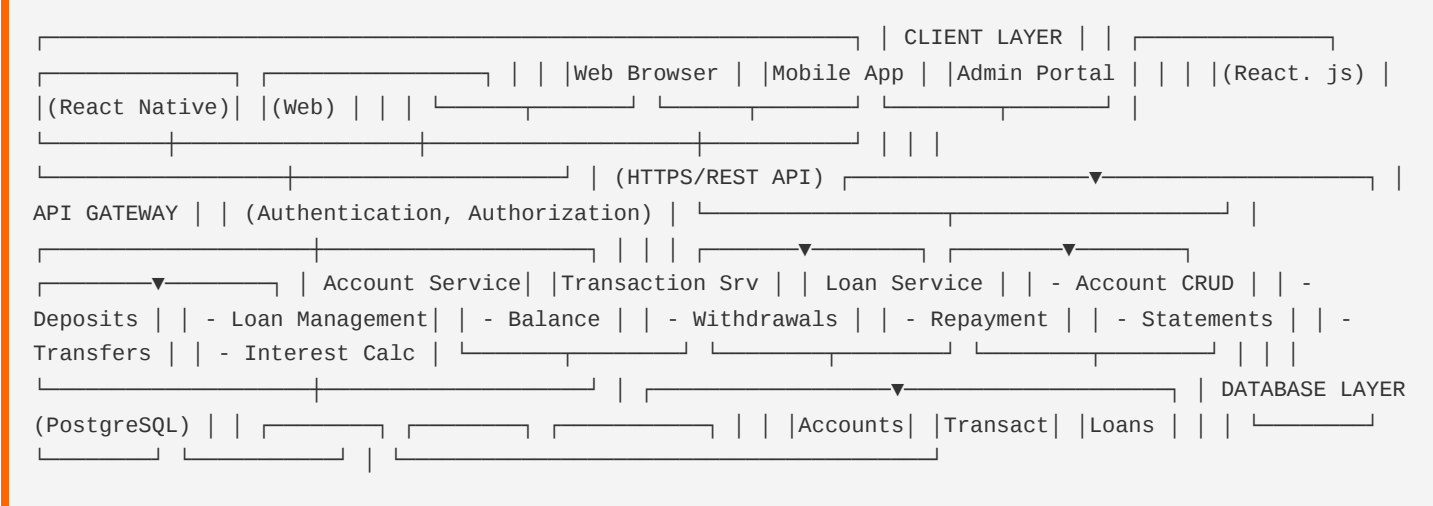 ┌──────────────────────────────────────────────────────────────┐ │ CLIENT LAYER │ │ ┌──────────────┐
┌──────────────┐ ┌─────────────────┐ │ │ │Web Browser │ │Mobile App │ │Admin Portal │ │ │ │(React. js) │
│(React Native)│ │(Web) │ │ │ └──────┬───────┘ └──────┬───────┘ └────────┬────────┘ │
└─────────┼──────────────────┼────────────────────┼───────────┘ │ │ │
└──────────────────┼────────────────────┘ │ (HTTPS/REST API) ┌──────────────────▼────────────────────┐ │
API GATEWAY │ │ (Authentication, Authorization) │ └──────────────────┬────────────────────┘ │
┌────────────────────┼────────────────────┐ │ │ │ ┌───────▼────────┐ ┌────────▼────────┐
┌────────▼────────┐ │ Account Service│ │Transaction Srv │ │ Loan Service │ │ - Account CRUD │ │ -
Deposits │ │ - Loan Management│ │ - Balance │ │ - Withdrawals │ │ - Repayment │ │ - Statements │ │ -
Transfers │ │ - Interest Calc │ └───────┬────────┘ └────────┬────────┘ └────────┬────────┘ │ │ │
└────────────────────┼────────────────────┘ │ ┌──────────────────▼────────────────────┐ │ DATABASE LAYER
(PostgreSQL) │ │ ┌────────┐ ┌────────┐ ┌───────────┐ │ │ │Accounts│ │Transact│ │Loans │ │ │ └────────┘
└────────┘ └───────────┘ │ └────────────────────────────────────────┘